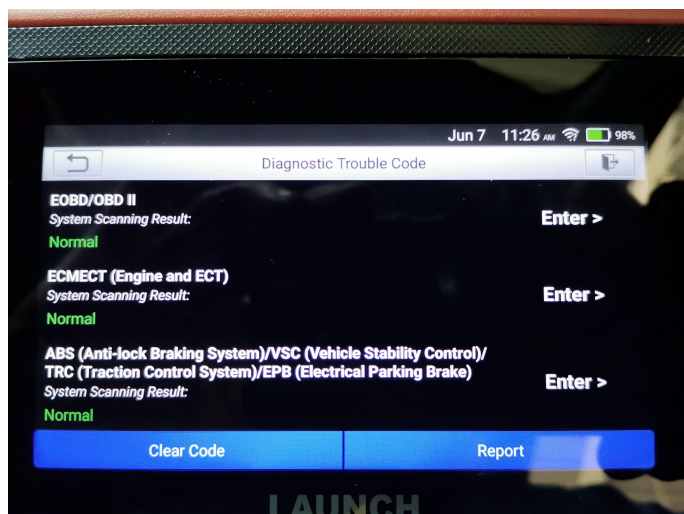 Jun 7 11:26 AM 98%
Diagnostic Trouble Code
EOBD/OBD II
System Scanning Result:
Enter >
Normal
ECMECT (Engine and ECT)
System Scanning Result:
Enter >
Normal
ABS (Anti-lock Braking System)/VSC (Vehicle Stability Control)/
TRC (Traction Control System)/EPB (Electrical Parking Brake)
Enter >
System Scanning Result:
Normal
Clear Code Report
LAUNCH